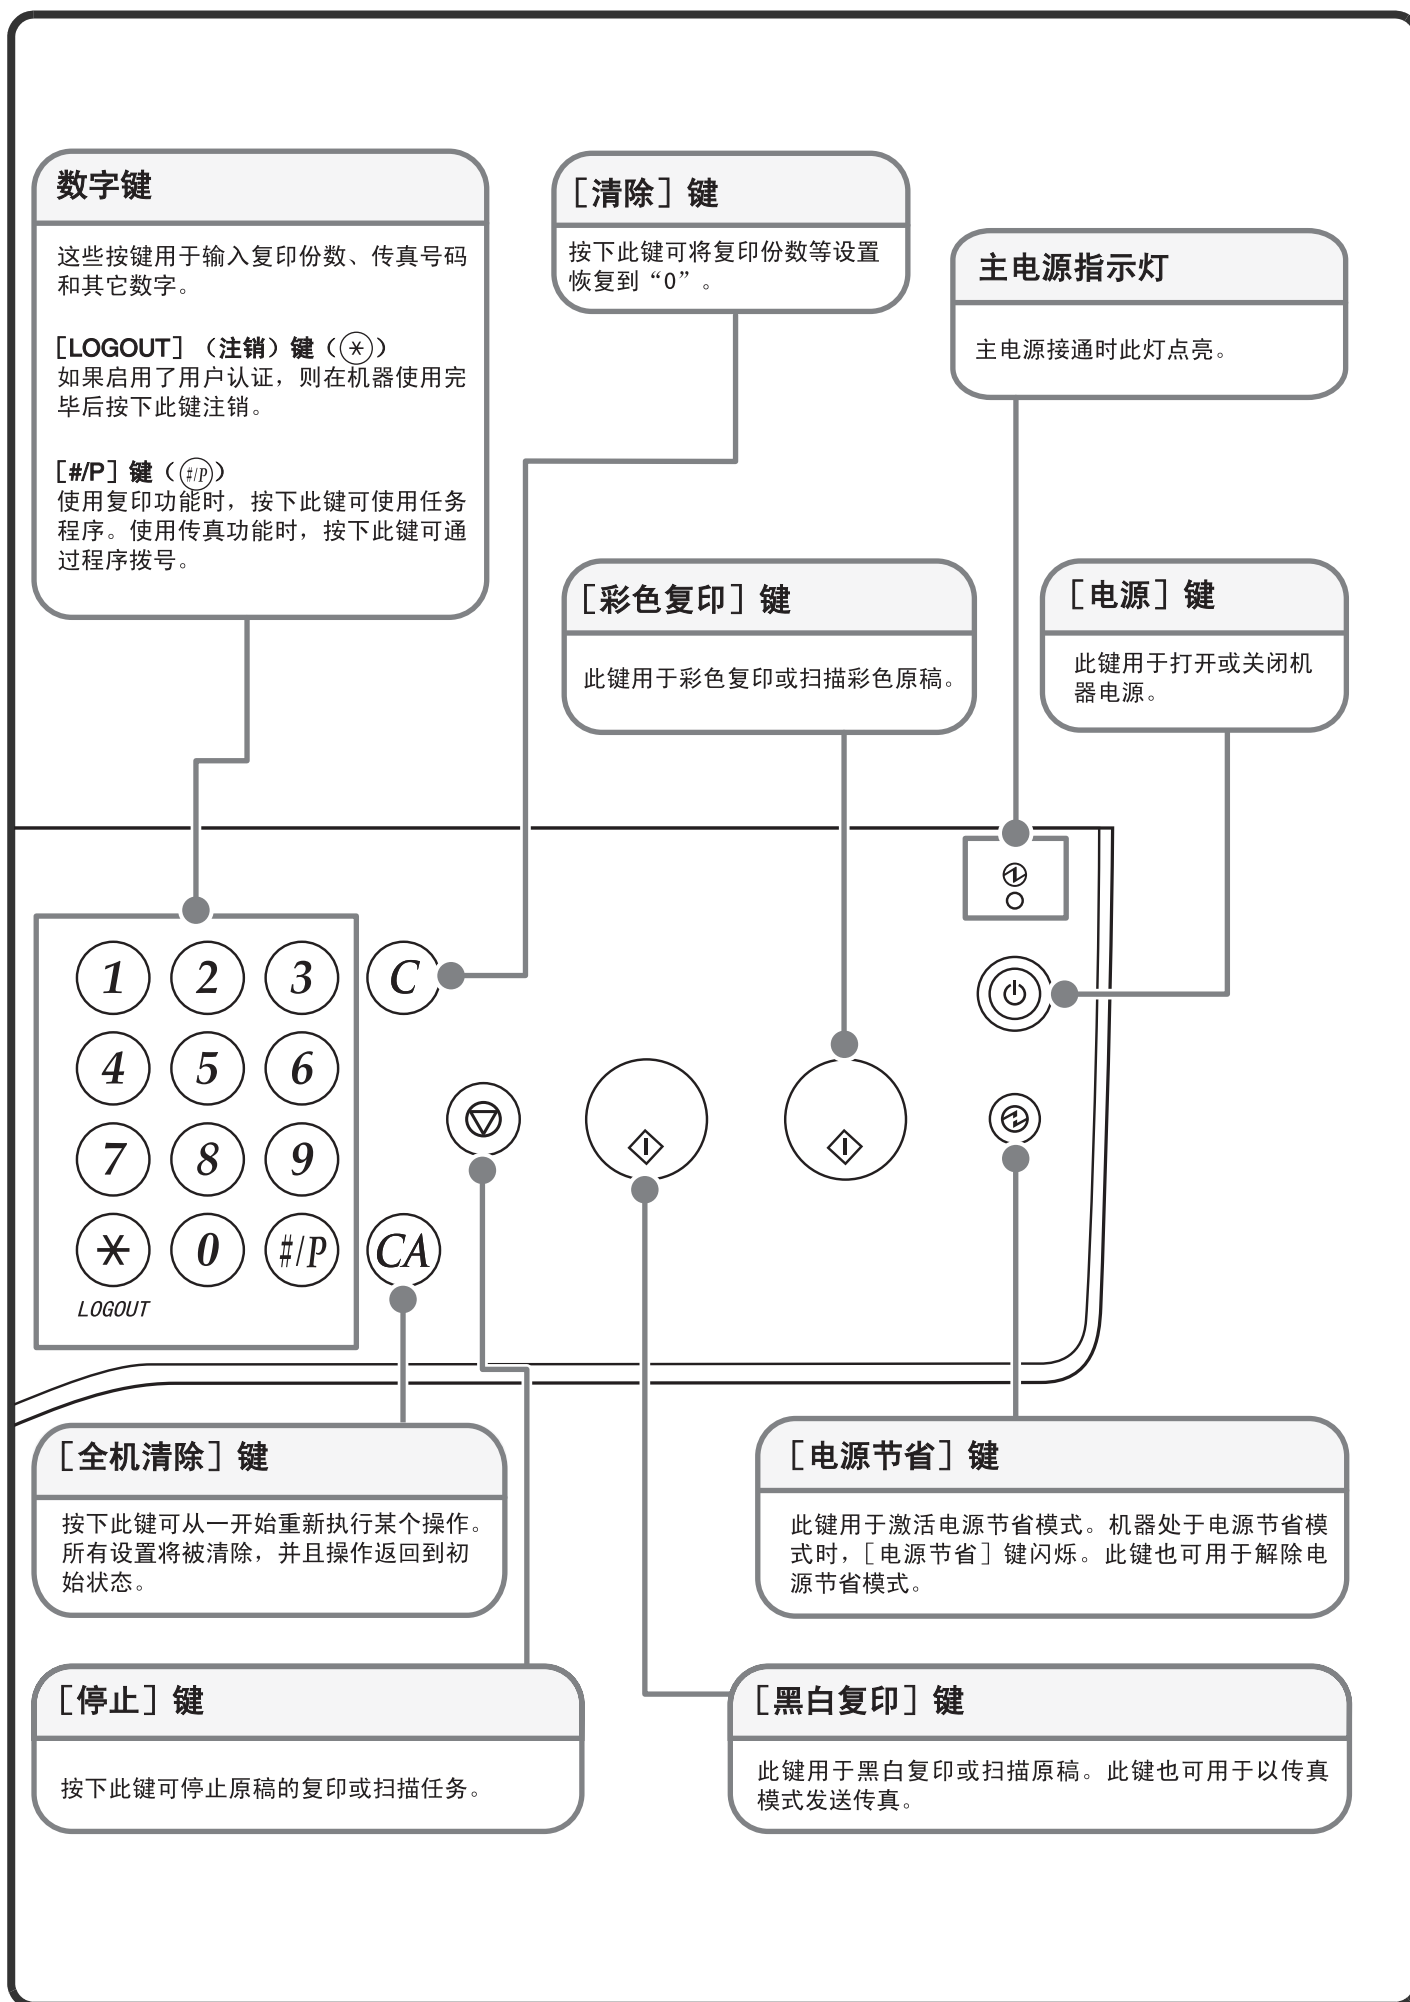 数字键
这些按键用于输入复印份数、传真号码
和其它数字。
［LOGOUT］（注销）键（*）
如果启用了用户认证，则在机器使用完
毕后按下此键注销。
［#/P］键（#/P）
使用复印功能时，按下此键可使用任务
程序。使用传真功能时，按下此键可通
过程序拨号。
［清除］键
按下此键可将复印份数等设置
恢复到“0”。
主电源指示灯
主电源接通时此灯点亮。
［彩色复印］键
此键用于彩色复印或扫描彩色原稿。
［电源］键
此键用于打开或关闭机
器电源。
1 2 3 C
4 5 6
7 8 9
* 0 #/P CA
LOGOUT
［全机清除］键
按下此键可从一开始重新执行某个操作。
所有设置将被清除，并且操作返回到初
始状态。
［电源节省］键
此键用于激活电源节省模式。机器处于电源节省模
式时，［电源节省］键闪烁。此键也可用于解除电
源节省模式。
［停止］键
按下此键可停止原稿的复印或扫描任务。
［黑白复印］键
此键用于黑白复印或扫描原稿。此键也可用于以传真
模式发送传真。